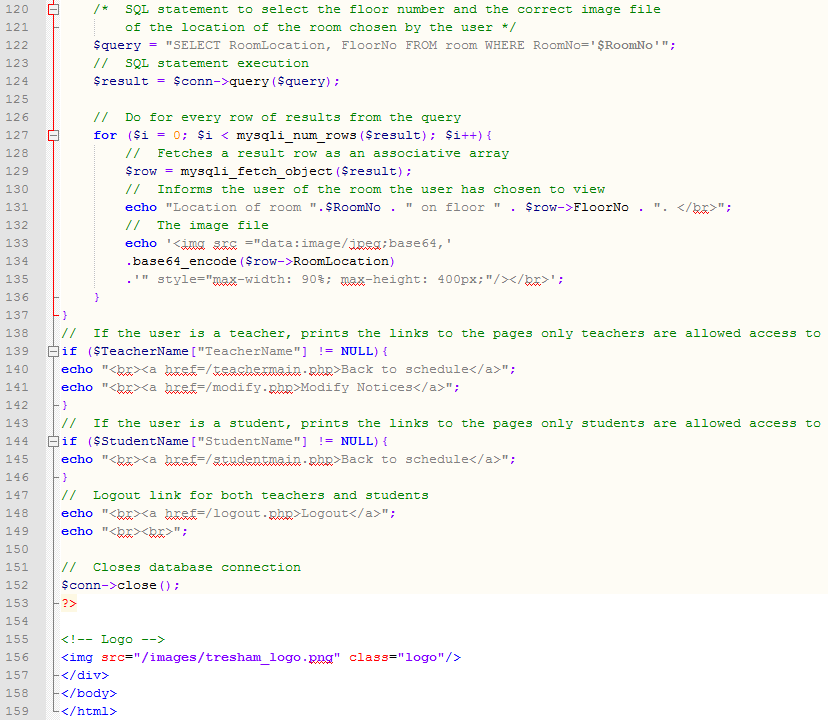 120 /*  SQL statement to select the floor number and the correct image file
121     of the location of the room chosen by the user */
122 $query = "SELECT RoomLocation, FloorNo FROM room WHERE RoomNo='$RoomNo'";
123 //  SQL statement execution
124 $result = $conn->query($query);
125
126 //  Do for every row of results from the query
127 for ($i = 0; $i < mysqli_num_rows($result); $i++){
128     //  Fetches a result row as an associative array
129     $row = mysqli_fetch_object($result);
130     //  Informs the user of the room the user has chosen to view
131     echo "Location of room ".$RoomNo . " on floor " . $row->FloorNo . ". </br>";
132     //  The image file
133     echo '<img src ="data:image/jpeg;base64,'
134     .base64_encode($row->RoomLocation)
135     .'" style="max-width: 90%; max-height: 400px;"/></br>';
136 }
137 }
138 //  If the user is a teacher, prints the links to the pages only teachers are allowed access to
139 if ($TeacherName["TeacherName"] != NULL){
140 echo "<br><a href=/teachermain.php>Back to schedule</a>";
141 echo "<br><a href=/modify.php>Modify Notices</a>";
142 }
143 //  If the user is a student, prints the links to the pages only students are allowed access to
144 if ($StudentName["StudentName"] != NULL){
145 echo "<br><a href=/studentmain.php>Back to schedule</a>";
146 }
147 //  Logout link for both teachers and students
148 echo "<br><a href=/logout.php>Logout</a>";
149 echo "<br><br>";
150
151 //  Closes database connection
152 $conn->close();
153 ?>
154
155 <!-- Logo -->
156 <img src="/images/tresham_logo.png" class="logo"/>
157 </div>
158 </body>
159 </html>